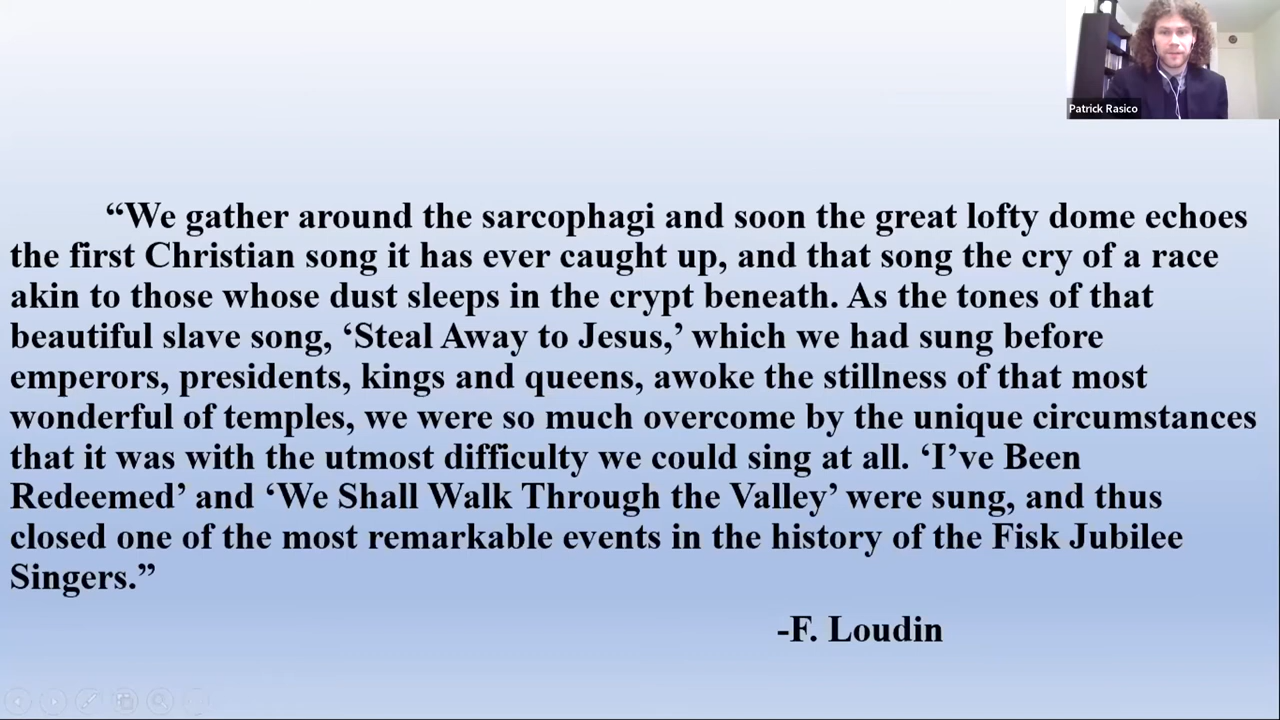 Patrick Rasico
“We gather around the sarcophagi and soon the great lofty dome echoes
the first Christian song it has ever caught up, and that song the cry of a race
akin to those whose dust sleeps in the crypt beneath. As the tones of that
beautiful slave song, ‘Steal Away to Jesus,’ which we had sung before
emperors, presidents, kings and queens, awoke the stillness of that most
wonderful of temples, we were so much overcome by the unique circumstances
that it was with the utmost difficulty we could sing at all. ‘I’ve Been
Redeemed’ and ‘We Shall Walk Through the Valley’ were sung, and thus
closed one of the most remarkable events in the history of the Fisk Jubilee
Singers.”
-F. Loudin